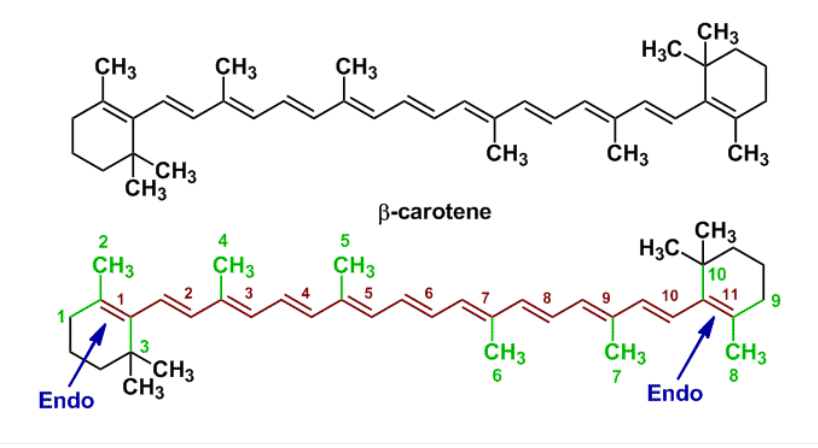 CH₃
H₃C
CH₃ CH₃ CH₃
CH₃ CH₃ CH₃
CH₃
CH₃
β-carotene
2 4 5 CH₃
CH₃ CH₃ CH₃ H₃C 10
1 1 2 3 4 5 6 7 8 9 10 11 9
3 CH₃ CH₃ CH₃ CH₃
CH₃ 6 7 8
Endo Endo